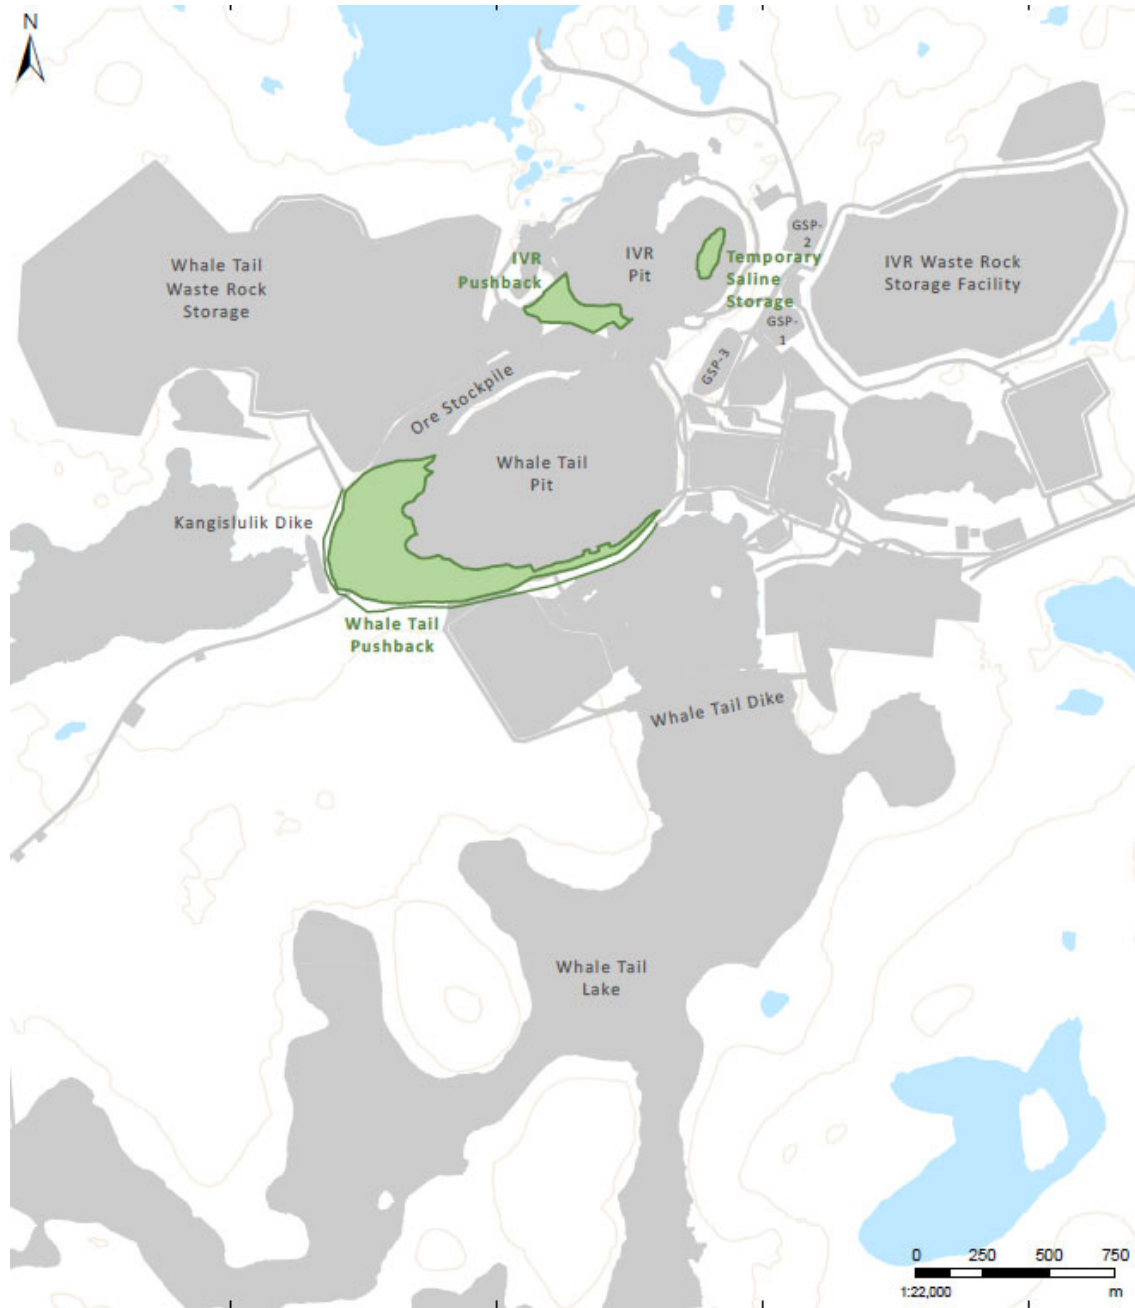 N
GSP-
2
IVR
Pushback
IVR
Pit
Temporary
Saline
Storage
IVR Waste Rock
Storage Facility
Whale Tail
Waste Rock
Storage
GSP-
1
GSP-3
Ore Stockpile
Whale Tail
Pit
Kangislulik Dike
Whale Tail
Pushback
Whale Tail Dike
Whale Tail
Lake
0 250 500 750
1:22,000 m